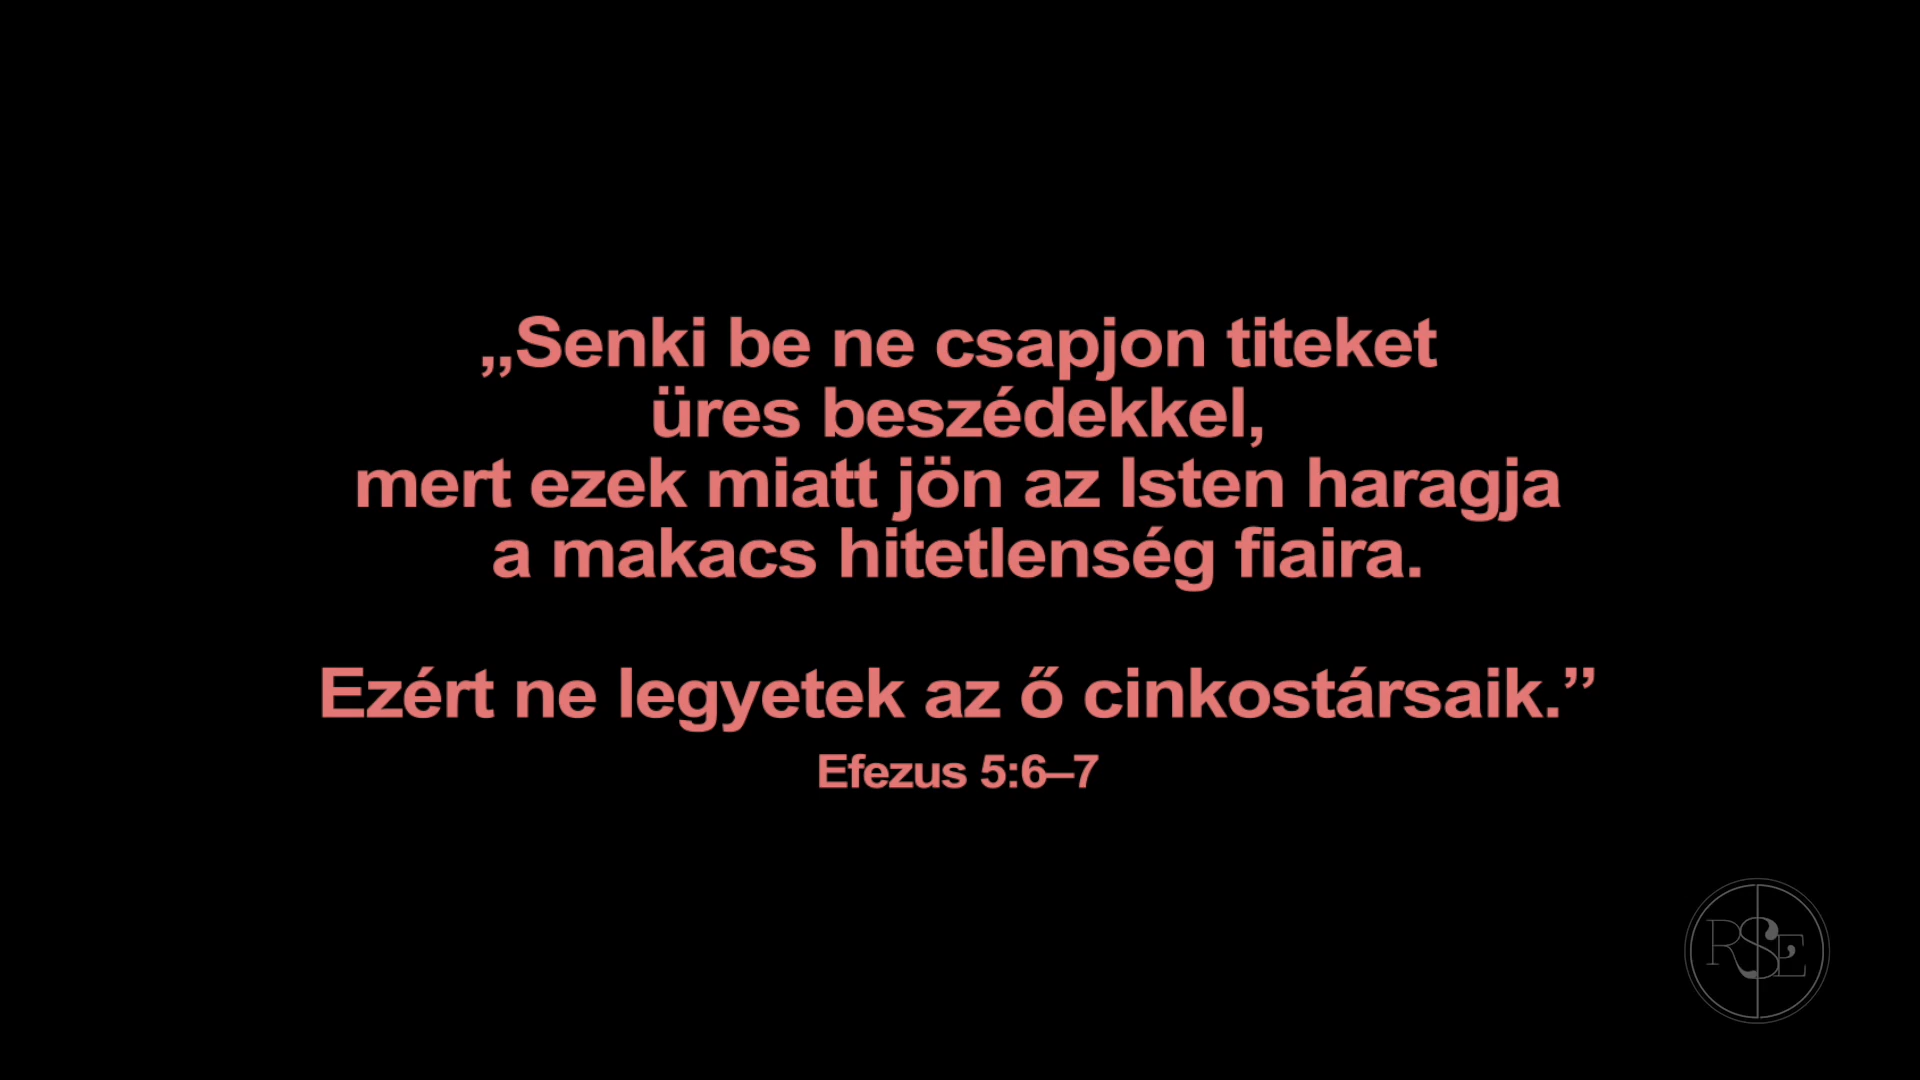 „Senki be ne csapjon titeket
üres beszédekkel,
mert ezek miatt jön az Isten haragja
a makacs hitetlenség fiaira.
Ezért ne legyetek az ő cinkostársaik.”
Efezus 5:6–7
RSE